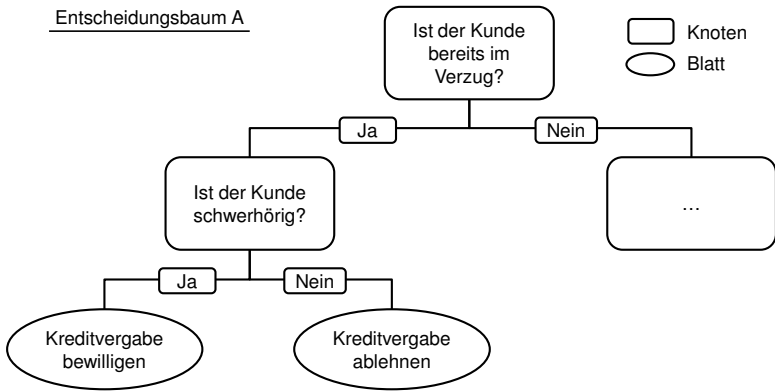 Entscheidungsbaum A
Ist der Kunde
bereits im
Verzug?
Knoten
Blatt
Ja
Nein
Ist der Kunde
schwerhörig?
...
Ja
Nein
Kreditvergabe
bewilligen
Kreditvergabe
ablehnen